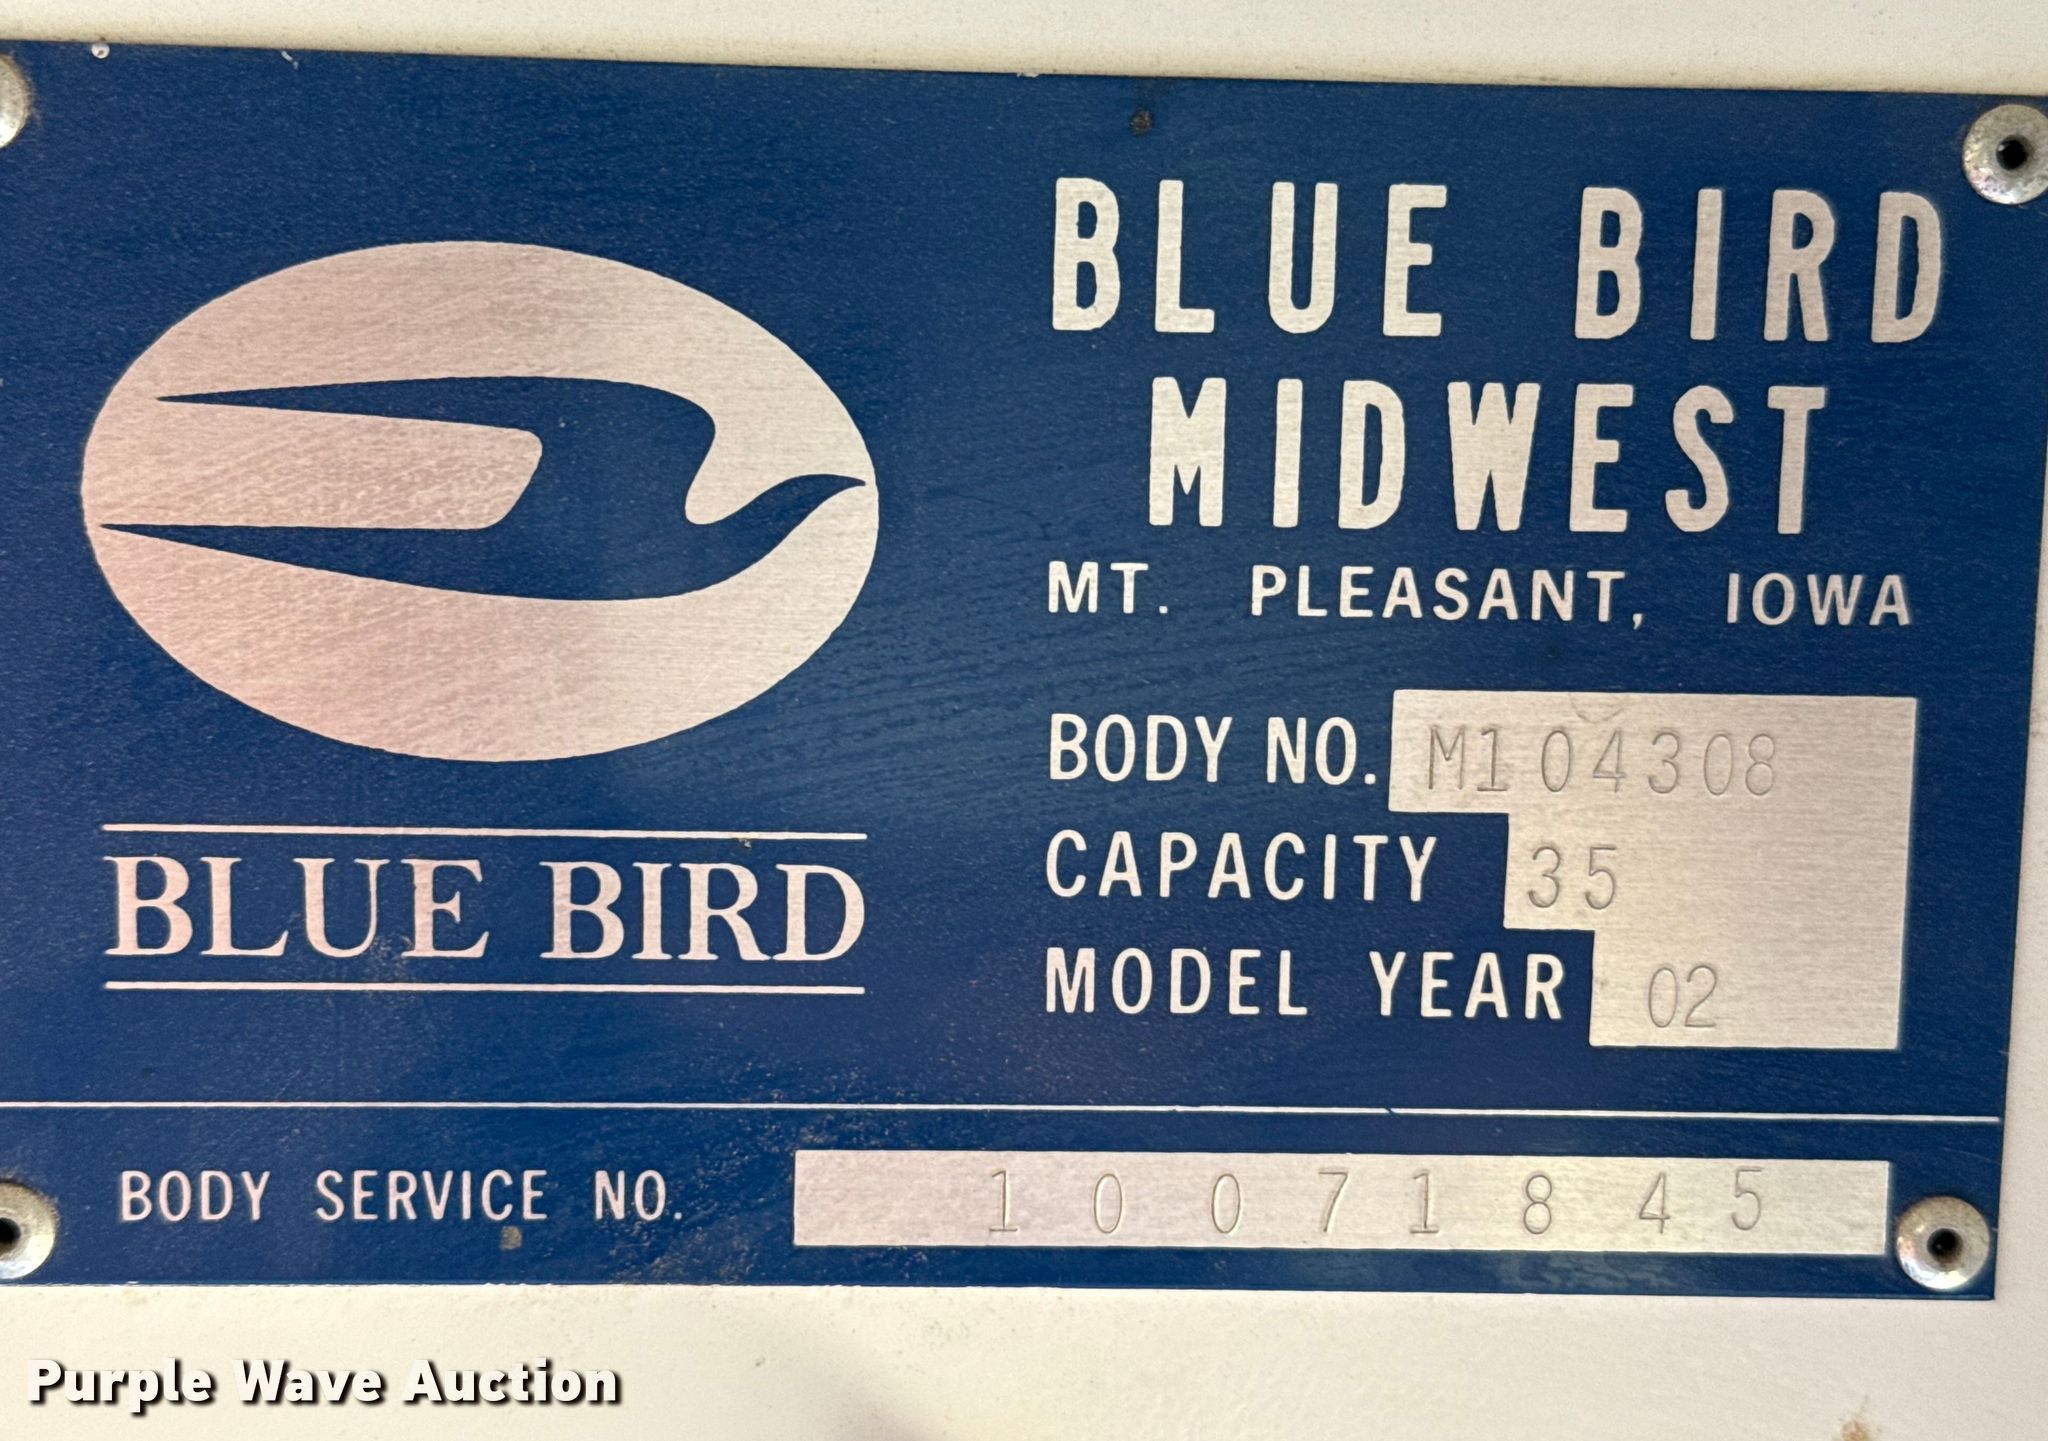 BLUE BIRD
MIDWEST
MT. PLEASANT, IOWA
BODY NO. M104308
CAPACITY 35
MODEL YEAR 02
BLUE BIRD
BODY SERVICE NO. 10071845
Purple Wave Auction